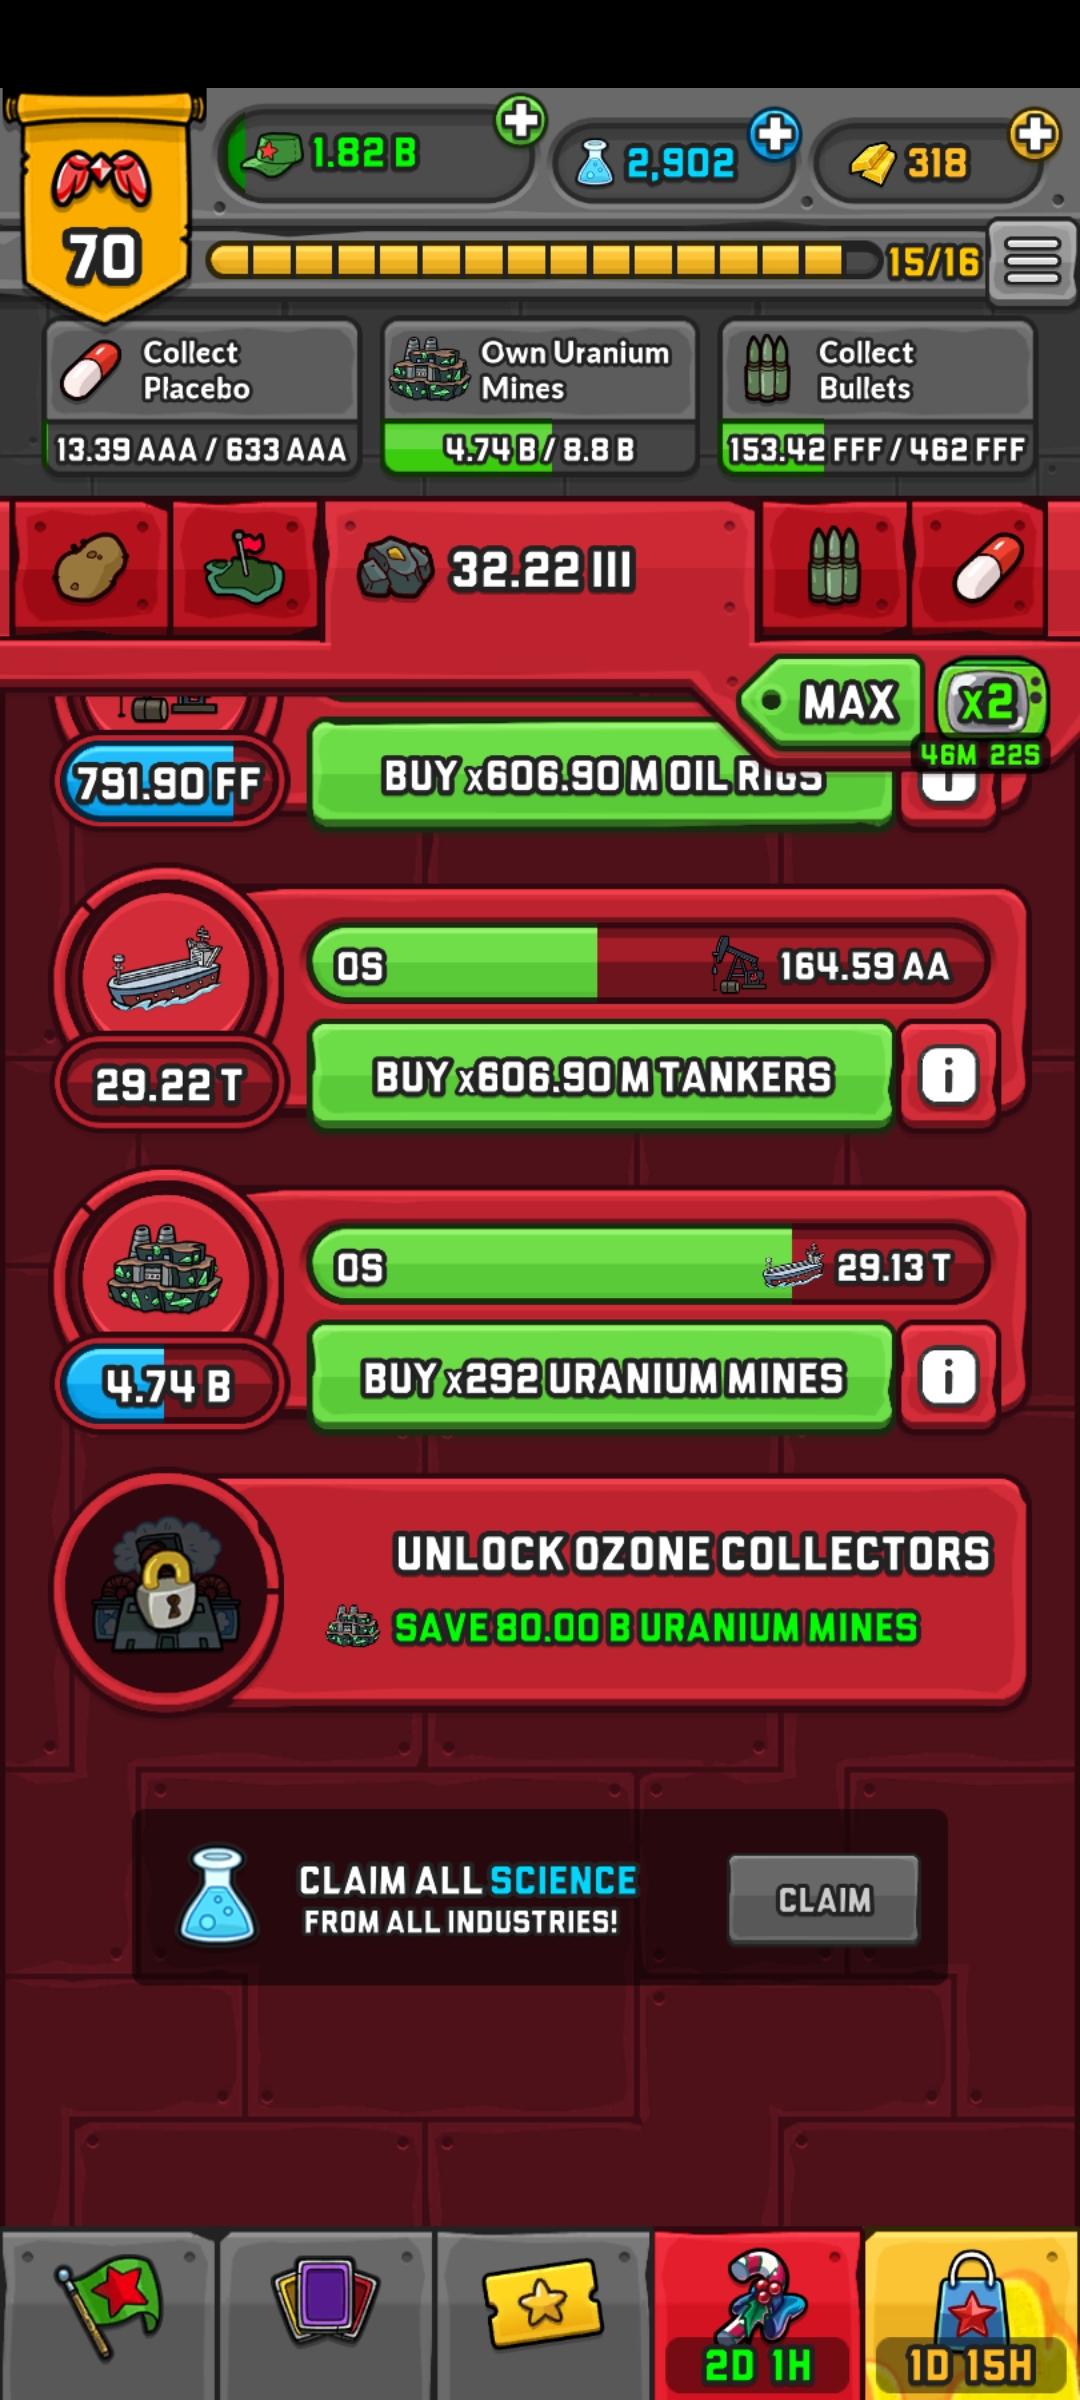 70
1.82 B
2,902
318
15/16
Collect
Placebo
13.39 AAA / 633 AAA
Own Uranium
Mines
4.74 B / 8.8 B
Collect
Bullets
153.42 FFF / 462 FFF
32.22 III
MAX
x2
46M 22S
791.90 FF
BUY x606.90 M OIL RIGS
0S
164.59 AA
29.22 T
BUY x606.90 M TANKERS
i
0S
29.13 T
4.74 B
BUY x292 URANIUM MINES
i
UNLOCK OZONE COLLECTORS
SAVE 80.00 B URANIUM MINES
CLAIM ALL SCIENCE
FROM ALL INDUSTRIES!
CLAIM
2D 1H
1D 15H